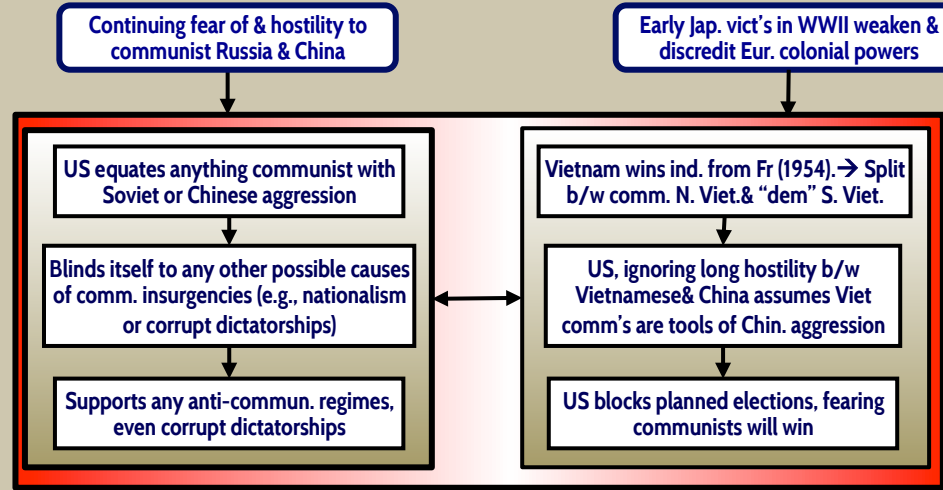 Continuing fear of & hostility to
communist Russia & China
Early Jap. vict's in WWII weaken &
discredit Eur. colonial powers
US equates anything communist with
Soviet or Chinese aggression
Blinds itself to any other possible causes
of comm. insurgencies (e.g., nationalism
or corrupt dictatorships)
Supports any anti-commun. regimes,
even corrupt dictatorships
Vietnam wins ind. from Fr (1954).→ Split
b/w comm. N. Viet.& “dem” S. Viet.
US, ignoring long hostility b/w
Vietnamese& China assumes Viet
comm's are tools of Chin. aggression
US blocks planned elections, fearing
communists will win